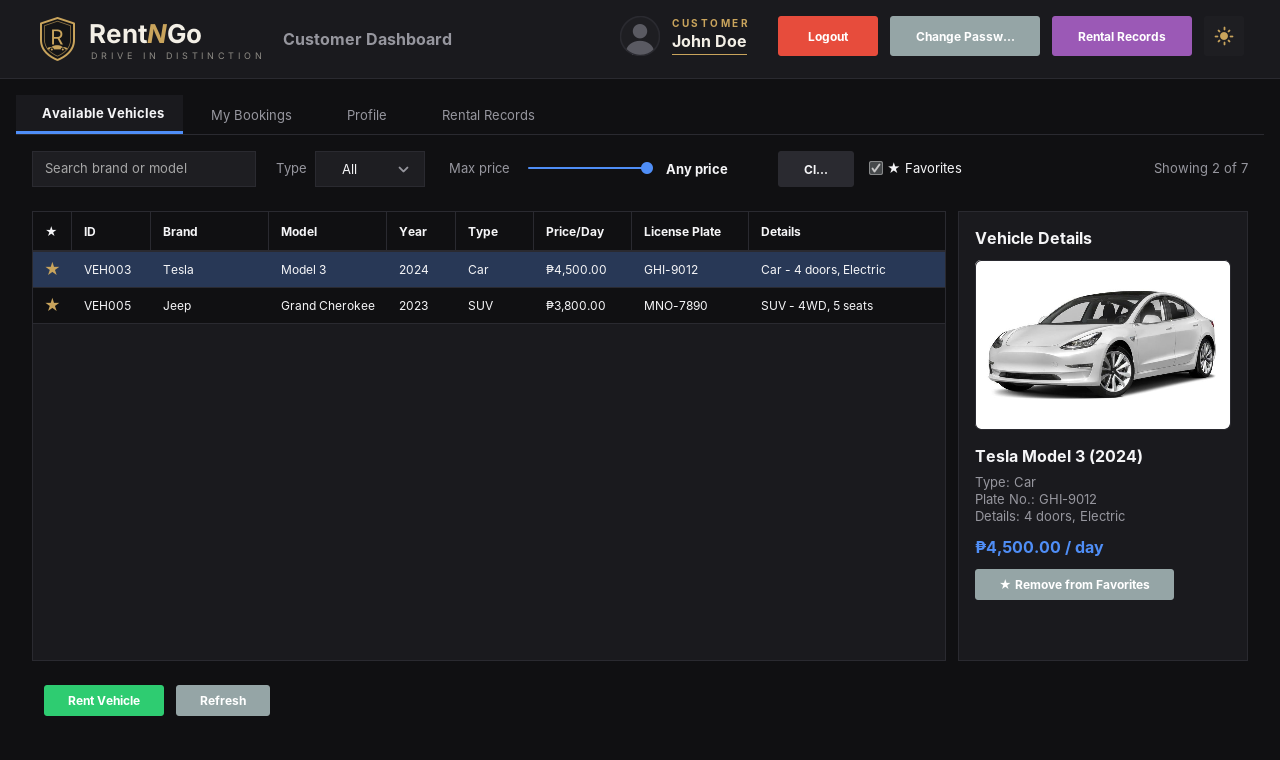 RentNGo
DRIVE IN DISTINCTION
Customer Dashboard
CUSTOMER
John Doe
Logout
Change Passw...
Rental Records
Available Vehicles
My Bookings
Profile
Rental Records
Search brand or model
Type
All
Max price
Any price
Cl...
★ Favorites
Showing 2 of 7
★ ID Brand Model Year Type Price/Day License Plate Details
★ VEH003 Tesla Model 3 2024 Car ₱4,500.00 GHI-9012 Car - 4 doors, Electric
★ VEH005 Jeep Grand Cherokee 2023 SUV ₱3,800.00 MNO-7890 SUV - 4WD, 5 seats
Vehicle Details
Tesla Model 3 (2024)
Type: Car
Plate No.: GHI-9012
Details: 4 doors, Electric
₱4,500.00 / day
★ Remove from Favorites
Rent Vehicle
Refresh